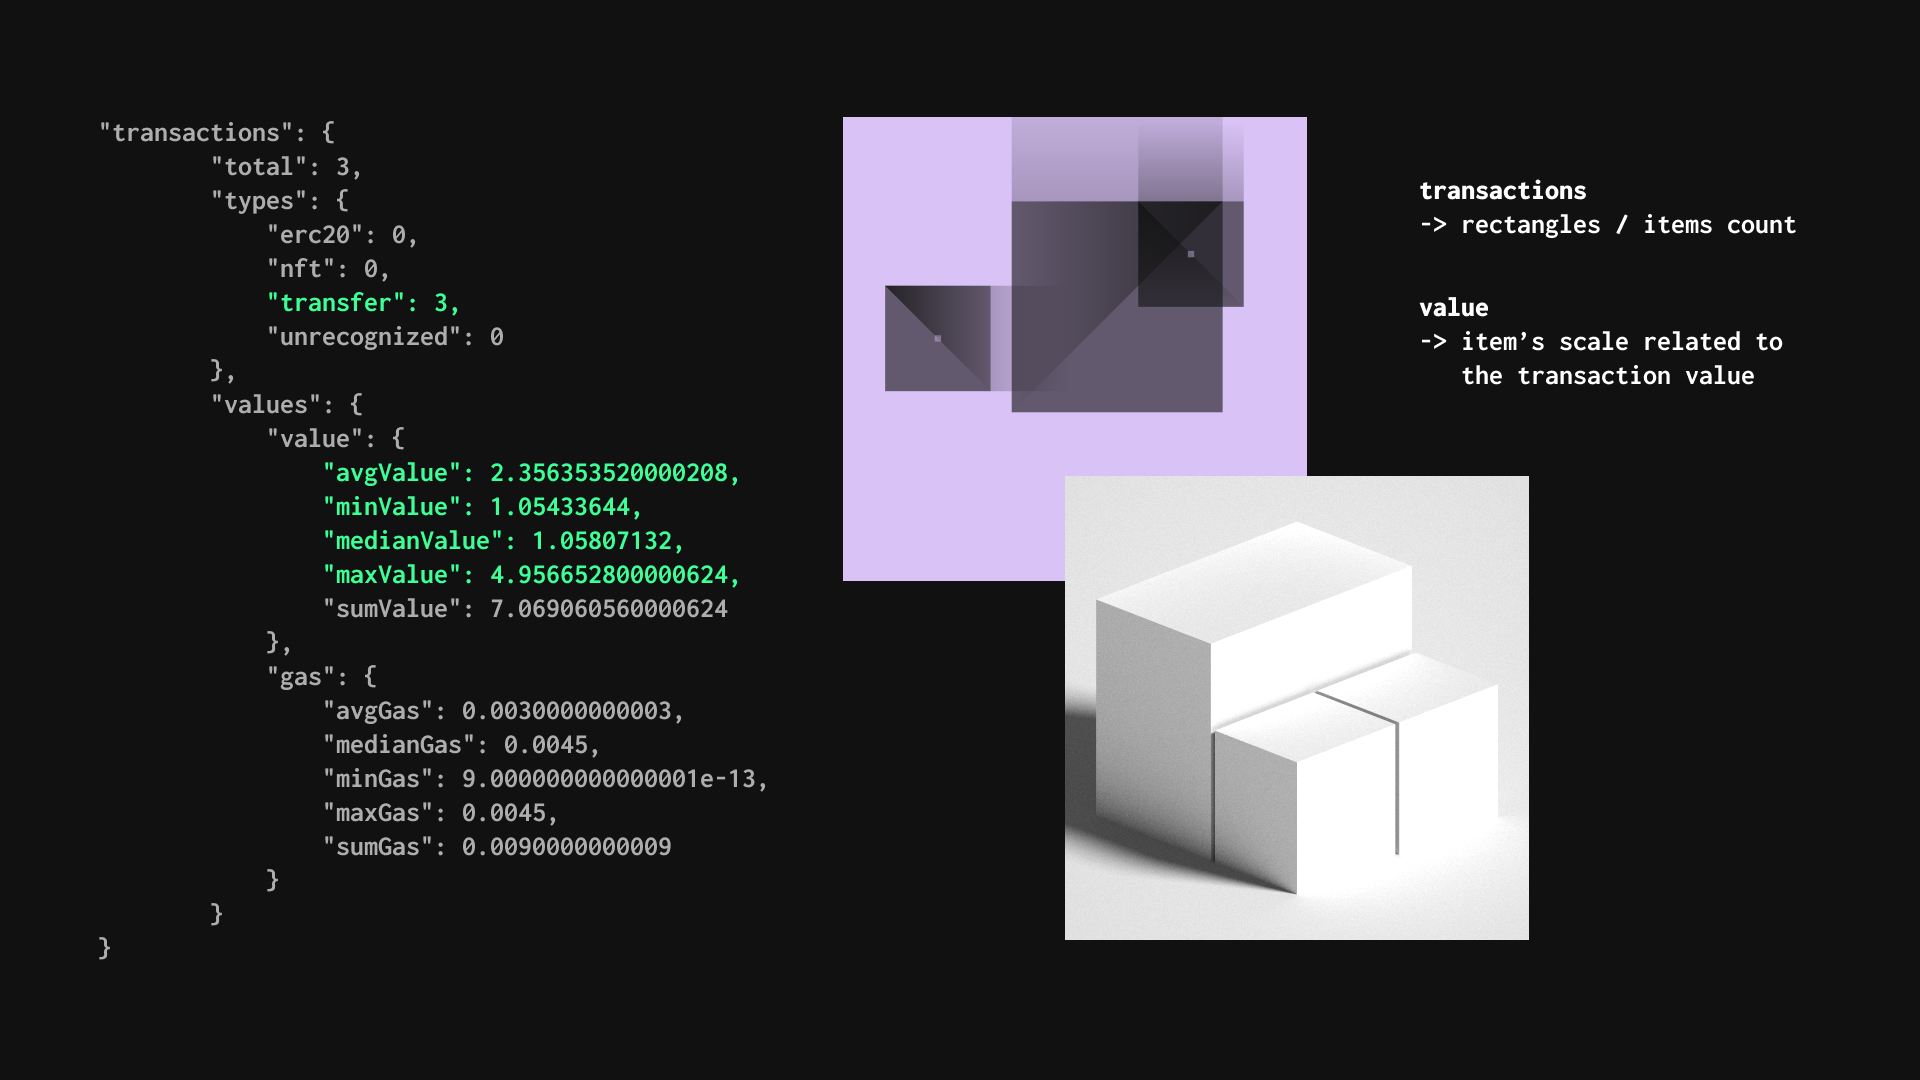 "transactions": {
"total": 3,
"types": {
"erc20": 0,
"nft": 0,
"transfer": 3,
"unrecognized": 0
},
"values": {
"value": {
"avgValue": 2.356353520000208,
"minValue": 1.05433644,
"medianValue": 1.05807132,
"maxValue": 4.956652800000624,
"sumValue": 7.069060560000624
},
"gas": {
"avgGas": 0.0030000000000003,
"medianGas": 0.0045,
"minGas": 9.000000000000001e-13,
"maxGas": 0.0045,
"sumGas": 0.0090000000000009
}
}
}
transactions
-> rectangles / items count
value
-> item’s scale related to
the transaction value